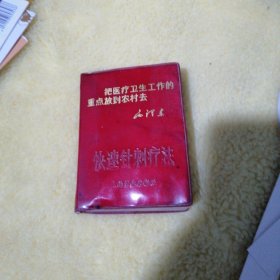 把医疗卫生工作的
重点放到农村去
毛泽东
快速针刺疗法